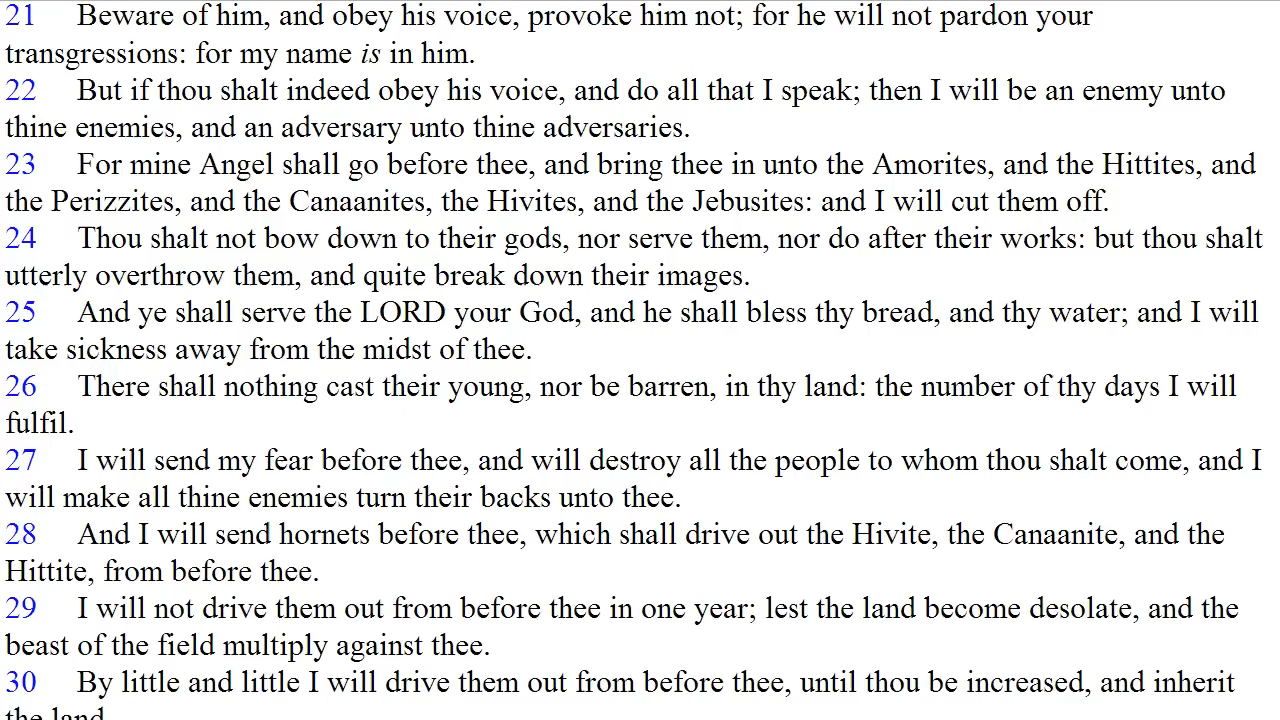 21 Beware of him, and obey his voice, provoke him not; for he will not pardon your
transgressions: for my name is in him.
22 But if thou shalt indeed obey his voice, and do all that I speak; then I will be an enemy unto
thine enemies, and an adversary unto thine adversaries.
23 For mine Angel shall go before thee, and bring thee in unto the Amorites, and the Hittites, and
the Perizzites, and the Canaanites, the Hivites, and the Jebusites: and I will cut them off.
24 Thou shalt not bow down to their gods, nor serve them, nor do after their works: but thou shalt
utterly overthrow them, and quite break down their images.
25 And ye shall serve the LORD your God, and he shall bless thy bread, and thy water; and I will
take sickness away from the midst of thee.
26 There shall nothing cast their young, nor be barren, in thy land: the number of thy days I will
fulfil.
27 I will send my fear before thee, and will destroy all the people to whom thou shalt come, and I
will make all thine enemies turn their backs unto thee.
28 And I will send hornets before thee, which shall drive out the Hivite, the Canaanite, and the
Hittite, from before thee.
29 I will not drive them out from before thee in one year; lest the land become desolate, and the
beast of the field multiply against thee.
30 By little and little I will drive them out from before thee, until thou be increased, and inherit
the land.